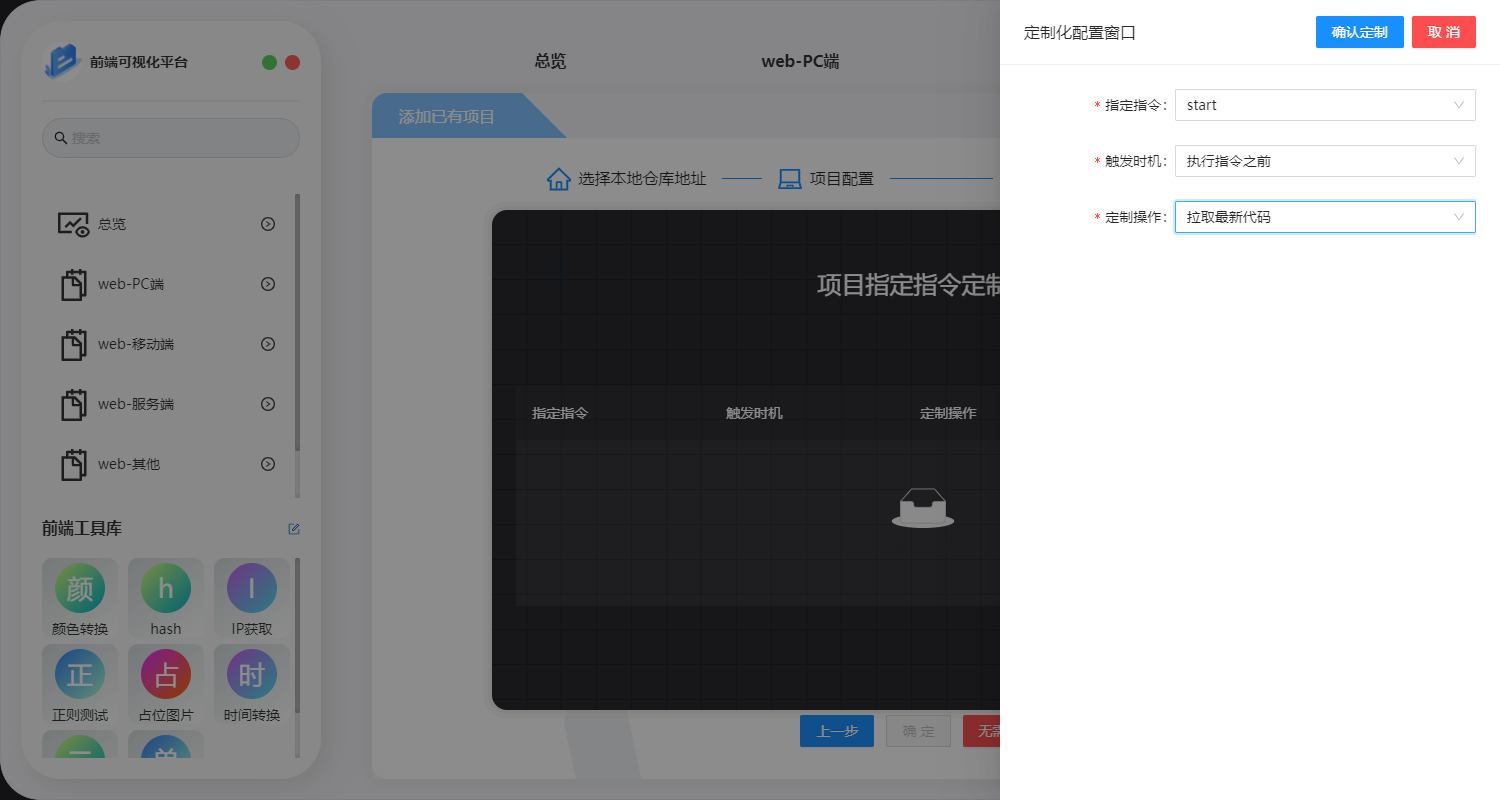 前端可视化平台
搜索
总览
web-PC端
web-移动端
web-服务端
web-其他
前端工具库
颜
颜色转换
h
hash
I
IP获取
正
正则测试
占
占位图片
时
时间转换
总览
web-PC端
添加已有项目
选择本地仓库地址
项目配置
项目指定指令定制
指定指令
触发时机
定制操作
上一步
确 定
无需
定制化配置窗口
确认定制
取 消
* 指定指令:
start
* 触发时机:
执行指令之前
* 定制操作:
拉取最新代码